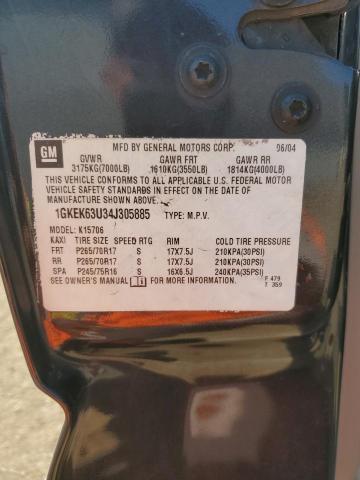 GM
MFD BY GENERAL MOTORS CORP. 06/04
GVWR GAWR FRT GAWR RR
3175KG(7000LB) 1610KG(3550LB) 1814KG(4000LB)
THIS VEHICLE CONFORMS TO ALL APPLICABLE U.S. FEDERAL MOTOR
VEHICLE SAFETY STANDARDS IN EFFECT ON THE DATE OF
MANUFACTURE SHOWN ABOVE.
1GKEK63U34J305885 TYPE: M.P.V.
MODEL: K15706
KAXI TIRE SIZE SPEED RTG RIM COLD TIRE PRESSURE
FRT P265/70R17 S 17X7.5J 210KPA(30PSI)
RR P265/70R17 S 17X7.5J 210KPA(30PSI)
SPA P245/75R16 S 16X6.5J 240KPA(35PSI)
SEE OWNER'S MANUAL FOR MORE INFORMATION. F 479
T 359